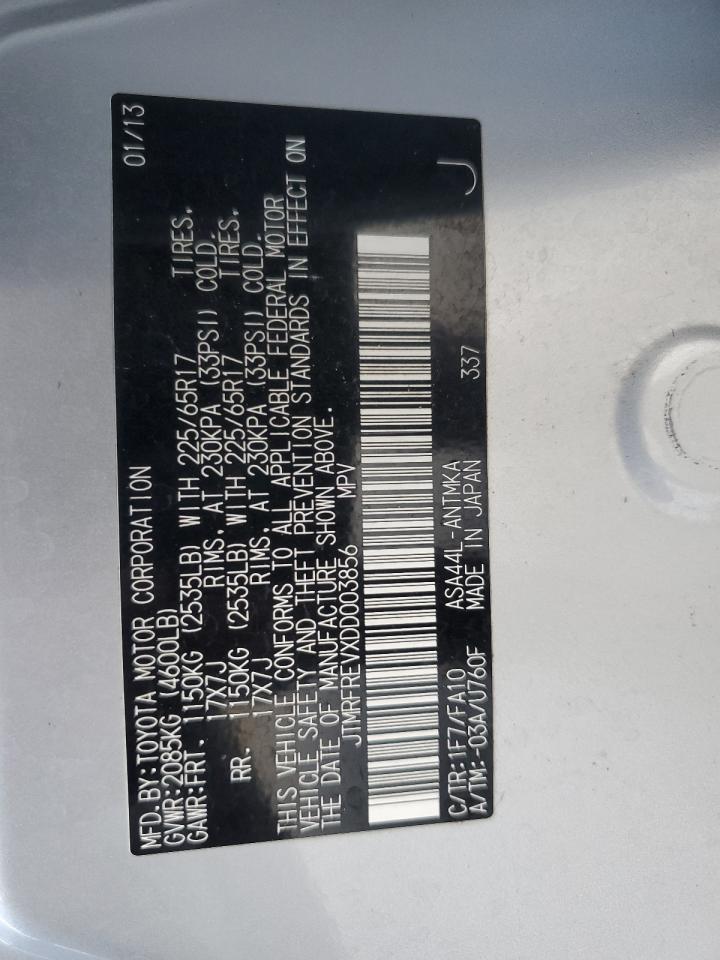 MFD.BY:TOYOTA MOTOR CORPORATION 01/13
GVWR:2085KG (4600LB)
GAWR:FRT. 1150KG (2535LB) WITH 225/65R17 TIRES.
17X7J RIMS, AT 230KPA (33PSI) COLD.
RR. 1150KG (2535LB) WITH 225/65R17 TIRES.
17X7J RIMS, AT 230KPA (33PSI) COLD.
THIS VEHICLE CONFORMS TO ALL APPLICABLE FEDERAL MOTOR
VEHICLE SAFETY AND THEFT PREVENTION STANDARDS IN EFFECT ON
THE DATE OF MANUFACTURE SHOWN ABOVE.
JTMRFREVXDD003856 MPV
C/TR:1F7/FA10 ASA44L-ANTMKA
A/TM:-03A/U760F MADE IN JAPAN 337 J